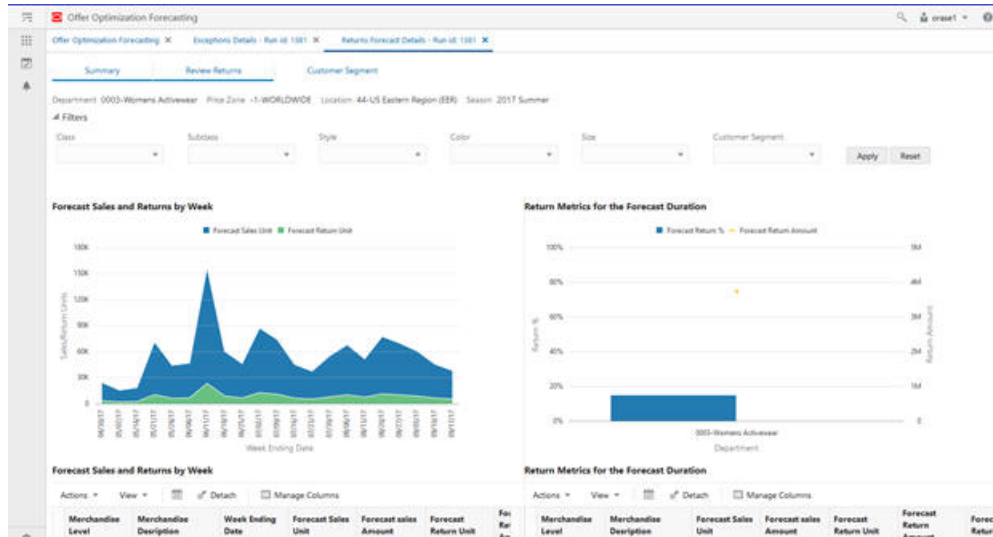 Offer Optimization Forecasting
orase1
Offer Optimization Forecasting X Exceptions Details - Run id: 1381 X Returns Forecast Details - Run id: 1381 X
Summary Review Returns Customer Segment
Department 0003-Womens Activewear Price Zone -1-WORLDWIDE Location 44-US Eastern Region (EER) Season 2017 Summer
Filters
Class Subclass Style Color Size Customer Segment
Apply Reset
Forecast Sales and Returns by Week Return Metrics for the Forecast Duration
Forecast Sales Unit Forecast Return Unit Forecast Return % Forecast Return Amount
180K
150K
120K
90K
60K
30K
0
Sales/Return Units
04/30/17
Week Ending Date
100%
80%
60%
40%
20%
0%
Return %
5M
4M
3M
2M
1M
0
Return Amount
0003-Womens Activewear
Department
Forecast Sales and Returns by Week Return Metrics for the Forecast Duration
Actions View Detach Manage Columns Actions View Detach Manage Columns
Merchandise Level Merchandise Desription Week Ending Date Forecast Sales Unit Forecast sales Amount Forecast Return Unit
Merchandise Level Merchandise Desription Forecast Sales Unit Forecast sales Amount Forecast Return Unit Forecast Return Amount